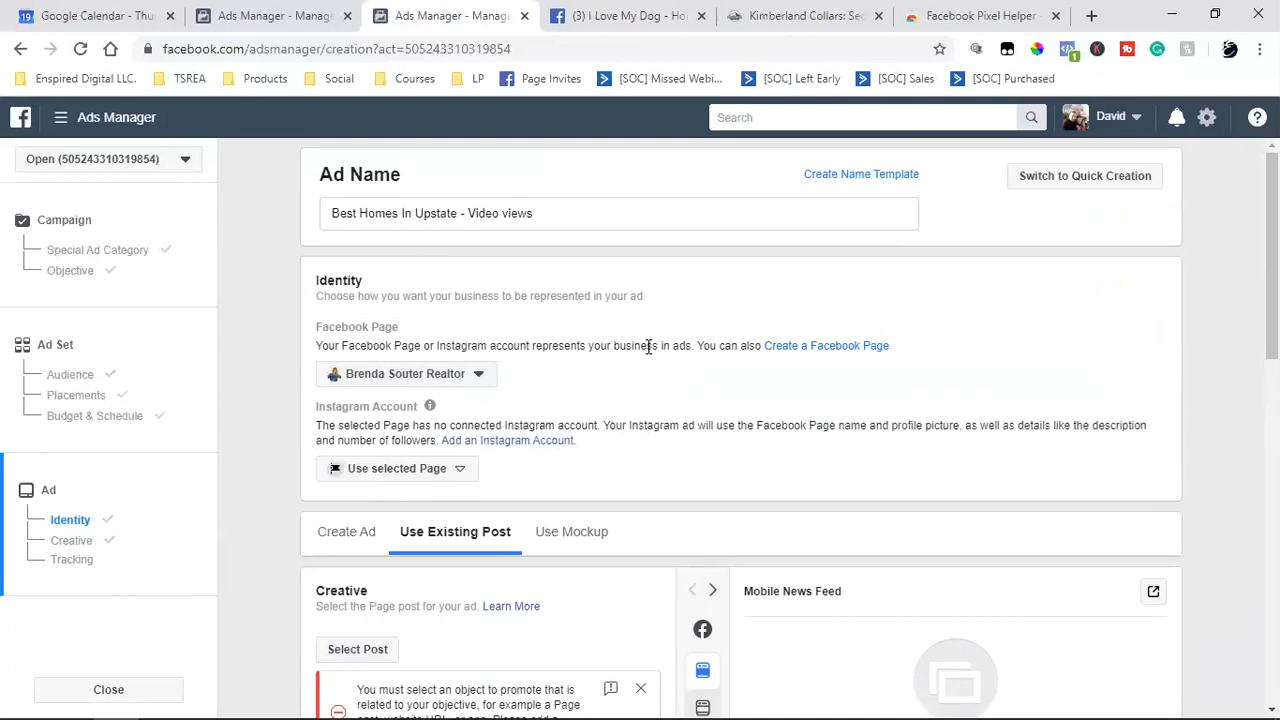 Google Calendar - Thu
Ads Manager - Manage
Ads Manager - Manag
(3) I Love My Dog - Ho
Kimberland Collars: Se
Facebook Pixel Helper -
facebook.com/adsmanager/creation?act=505243310319854
1
Enspired Digital LLC.
TSREA
Products
Social
Courses
LP
Page Invites
[SOC] Missed Webi...
[SOC] Left Early
[SOC] Sales
[SOC] Purchased
Ads Manager
Search
David
Open (505243310319854)
Campaign
Special Ad Category
Objective
Ad Set
Audience
Placements
Budget & Schedule
Ad
Identity
Creative
Tracking
Close
Ad Name
Create Name Template
Switch to Quick Creation
Best Homes In Upstate - Video views
Identity
Choose how you want your business to be represented in your ad.
Facebook Page
Your Facebook Page or Instagram account represents your business in ads. You can also Create a Facebook Page
Brenda Souter Realtor
Instagram Account
The selected Page has no connected Instagram account. Your Instagram ad will use the Facebook Page name and profile picture, as well as details like the description
and number of followers. Add an Instagram Account.
Use selected Page
Create Ad
Use Existing Post
Use Mockup
Creative
Select the Page post for your ad. Learn More
Select Post
You must select an object to promote that is
related to your objective, for example a Page
Mobile News Feed